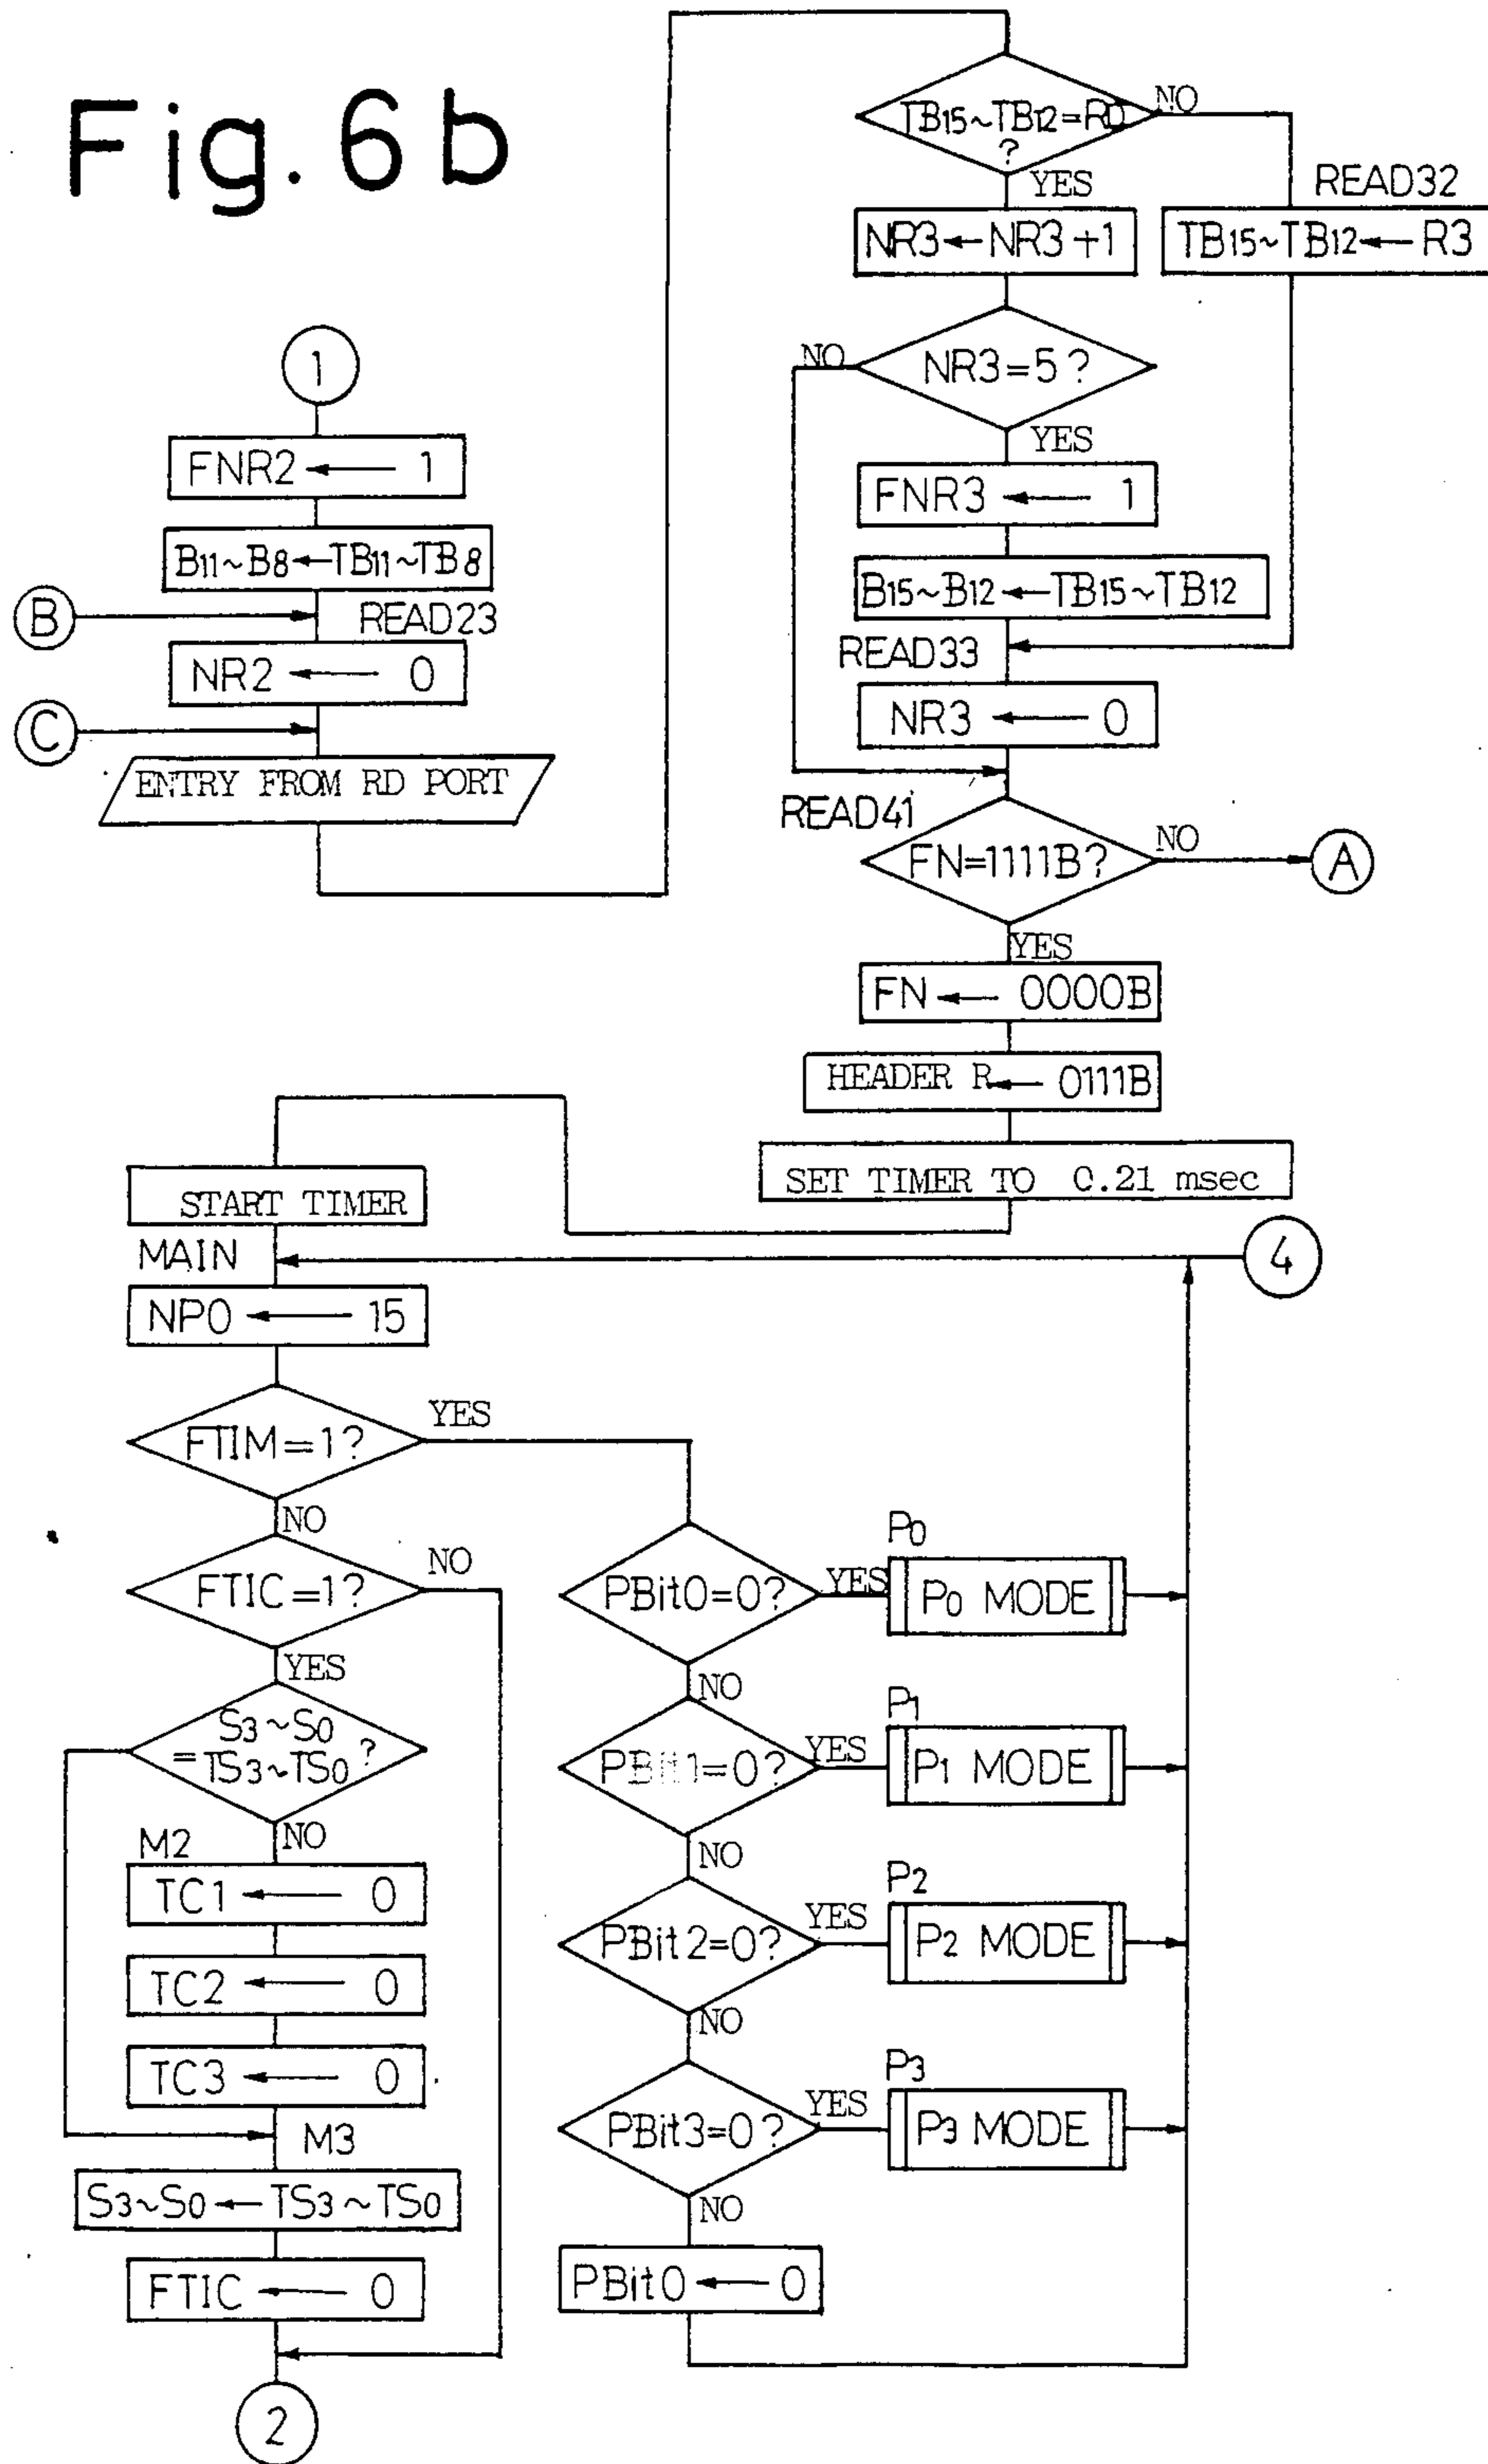 Fig. 6b
1
FNR2 ← 1
B11~B8←TB11~TB8
B
READ23
NR2 ← 0
C
ENTRY FROM RD PORT
TB15~TB12=RD
?
NO
YES
READ32
NR3←NR3+1
TB15~TB12←R3
NO
NR3=5?
YES
FNR3 ← 1
B15~B12←TB15~TB12
READ33
NR3 ← 0
READ41
FN=1111B?
NO
A
YES
FN ← 0000B
HEADER R← 0111B
SET TIMER TO 0.21 msec
START TIMER
MAIN
4
NP0 ← 15
FTIM=1?
YES
NO
FTIC=1?
NO
YES
S3~S0
=TS3~TS0?
NO
M2
TC1 ← 0
TC2 ← 0
TC3 ← 0
M3
S3~S0←TS3~TS0
FTIC ← 0
2
PBit0=0?
YES
P0
P0 MODE
NO
PBit1=0?
YES
P1
P1 MODE
NO
PBit2=0?
YES
P2
P2 MODE
NO
PBit3=0?
YES
P3
P3 MODE
NO
PBit0 ← 0